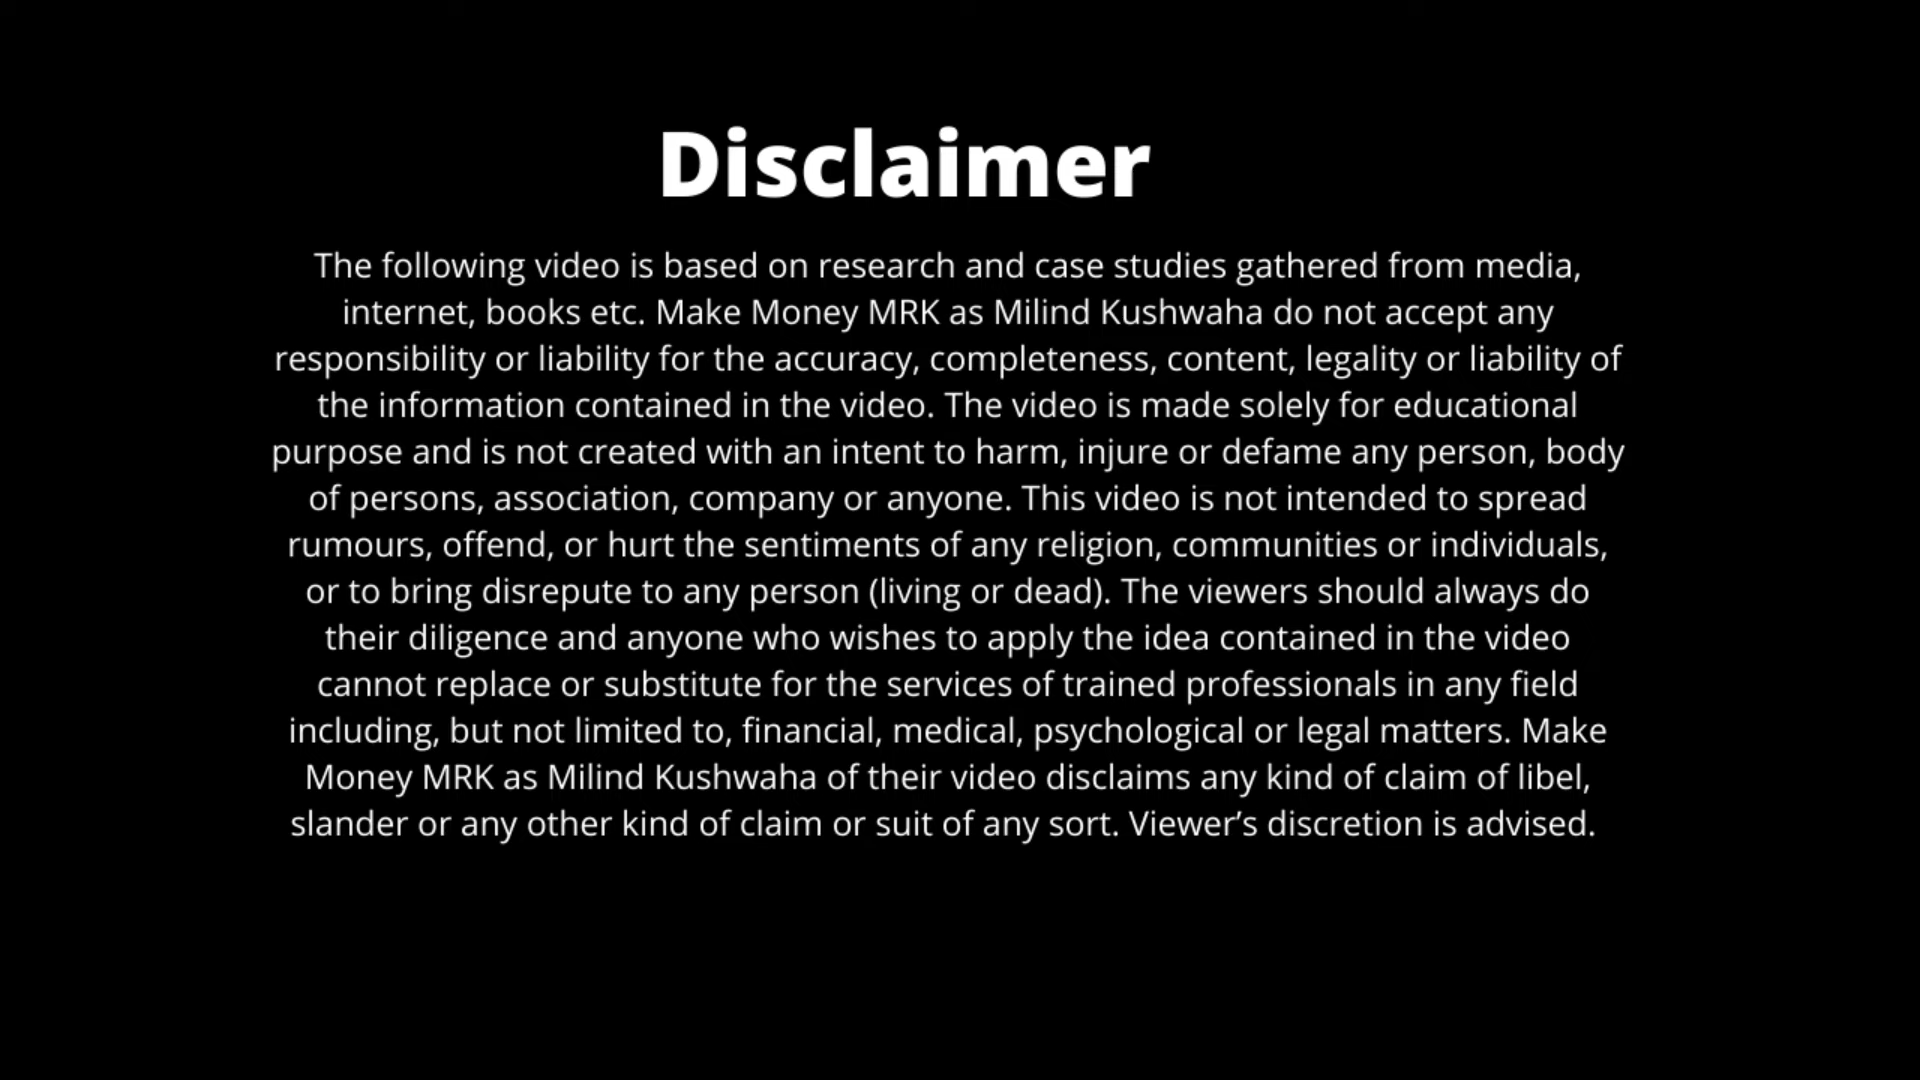 Disclaimer
The following video is based on research and case studies gathered from media,
internet, books etc. Make Money MRK as Milind Kushwaha do not accept any
responsibility or liability for the accuracy, completeness, content, legality or liability of
the information contained in the video. The video is made solely for educational
purpose and is not created with an intent to harm, injure or defame any person, body
of persons, association, company or anyone. This video is not intended to spread
rumours, offend, or hurt the sentiments of any religion, communities or individuals,
or to bring disrepute to any person (living or dead). The viewers should always do
their diligence and anyone who wishes to apply the idea contained in the video
cannot replace or substitute for the services of trained professionals in any field
including, but not limited to, financial, medical, psychological or legal matters. Make
Money MRK as Milind Kushwaha of their video disclaims any kind of claim of libel,
slander or any other kind of claim or suit of any sort. Viewer’s discretion is advised.